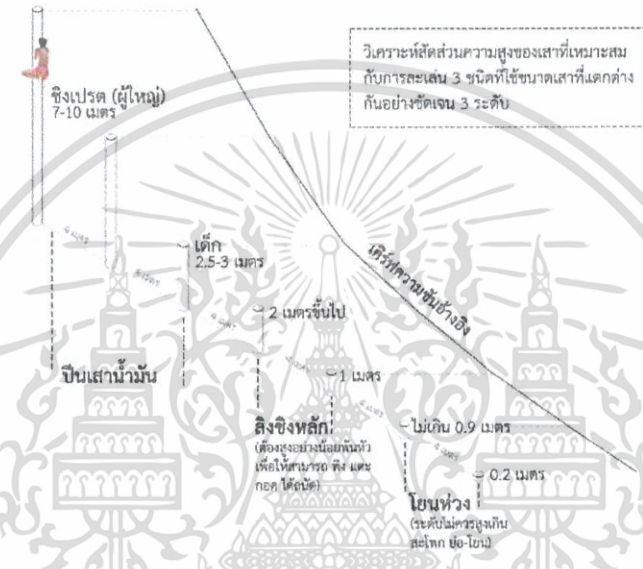 วิเคราะห์สัดส่วนความสูงของเสาที่เหมาะสม
กับการละเล่น 3 ชนิดที่ใช้ขนาดเสาที่แตกต่าง
กันอย่างชัดเจน 3 ระดับ
ชิงเปรต (ผู้ใหญ่)
7-10 เมตร
เด็ก
2.5-3 เมตร
2 เมตรขึ้นไป
1 เมตร
ไม่เกิน 0.9 เมตร
0.2 เมตร
เคิร์ฟความชันอ้างอิง
ปีนเสาน้ำมัน
ลิงชิงหลัก
(ต้องสูงอย่างน้อยพ้นหัว
เพื่อให้สามารถ ดึง แตะ
กอด ได้ถนัด)
โยนห่วง
(ระดับไม่ควรสูงเกิน
สะโพก ย่อ-โยน)